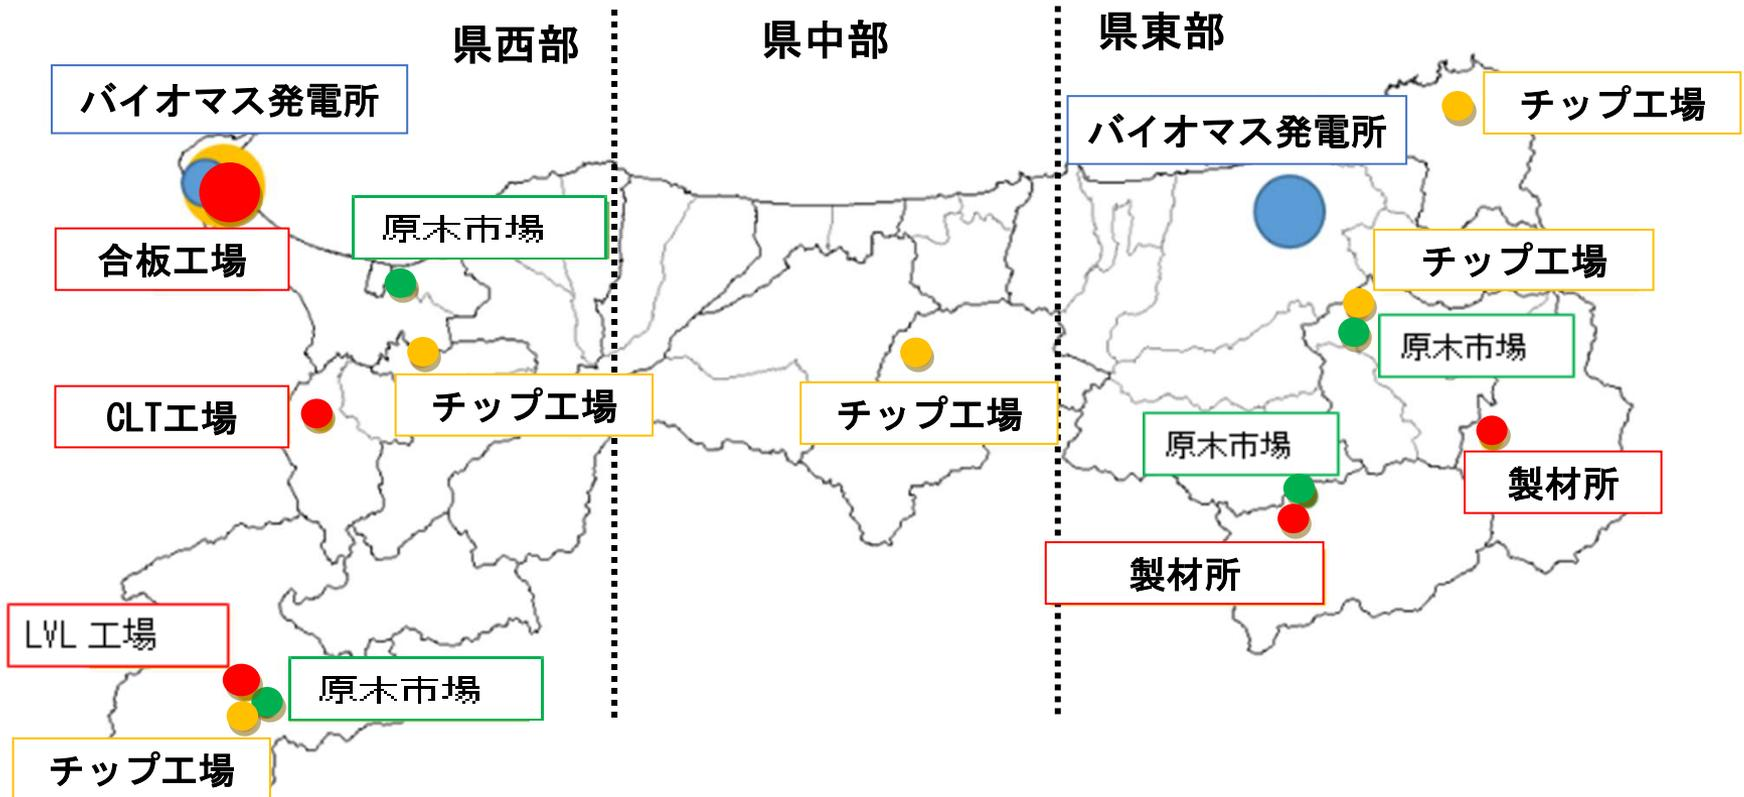 県西部
県中部
県東部
バイオマス発電所
合板工場
原木市場
CLT工場
チップ工場
LVL 工場
原木市場
チップ工場
チップ工場
バイオマス発電所
チップ工場
チップ工場
原木市場
原木市場
製材所
製材所